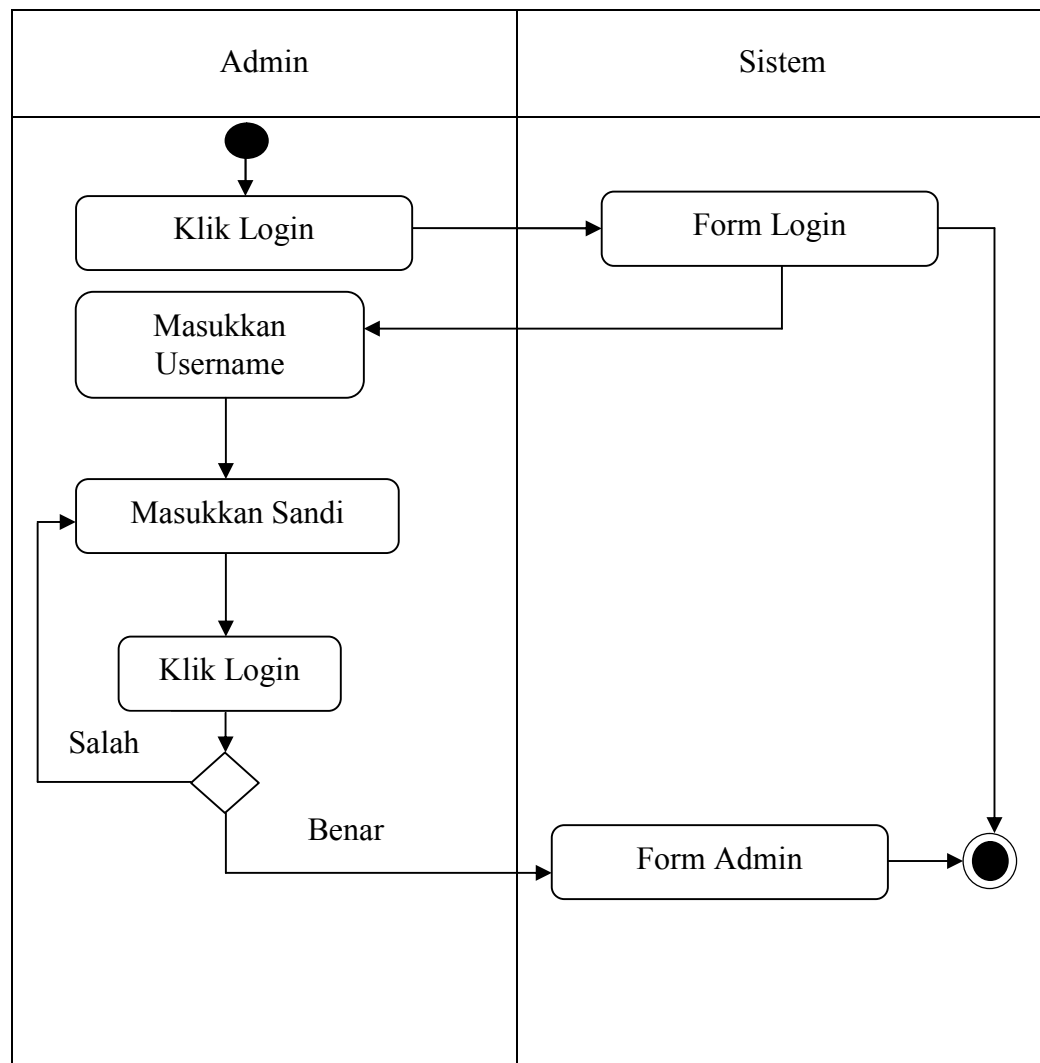 Admin
Sistem
Klik Login
Form Login
Masukkan
Username
Masukkan Sandi
Klik Login
Salah
Benar
Form Admin